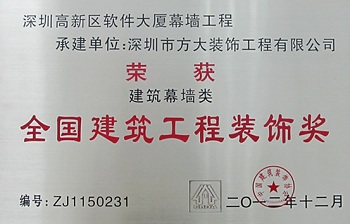 深圳高新区软件大厦幕墙工程
承建单位:深圳市方大装饰工程有限公司
荣获
建筑幕墙类
全国建筑工程装饰奖
编号:ZJ1150231
二〇一二年十二月